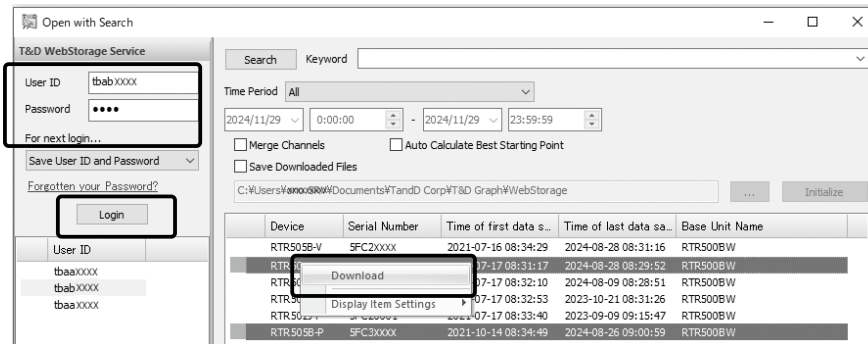 Open with Search
T&D WebStorage Service
User ID tbabXXXX
Password ••••
For next login...
Save User ID and Password
Forgotten your Password?
Login
User ID
tbaaXXXX
tbabXXXX
tbaaXXXX
Search Keyword
Time Period All
2024/11/29 0:00:00 - 2024/11/29 23:59:59
Merge Channels Auto Calculate Best Starting Point
Save Downloaded Files
C:¥Users¥ ¥Documents¥TandD Corp¥T&D Graph¥WebStorage ... Initialize
Device Serial Number Time of first data s... Time of last data sa... Base Unit Name
RTR505B-V 5FC2XXXX 2021-07-16 08:34:29 2024-08-28 08:31:16 RTR500BW
07-17 08:31:17 2024-08-28 08:29:52 RTR500BW
07-17 08:32:10 2024-08-09 08:28:51 RTR500BW
07-17 08:32:53 2023-10-21 08:31:26 RTR500BW
07-17 08:33:40 2023-09-09 09:15:47 RTR500BW
RTR505B-P 5FC3XXXX 2021-10-14 08:34:49 2024-08-26 09:00:59 RTR500BW
Download
Display Item Settings